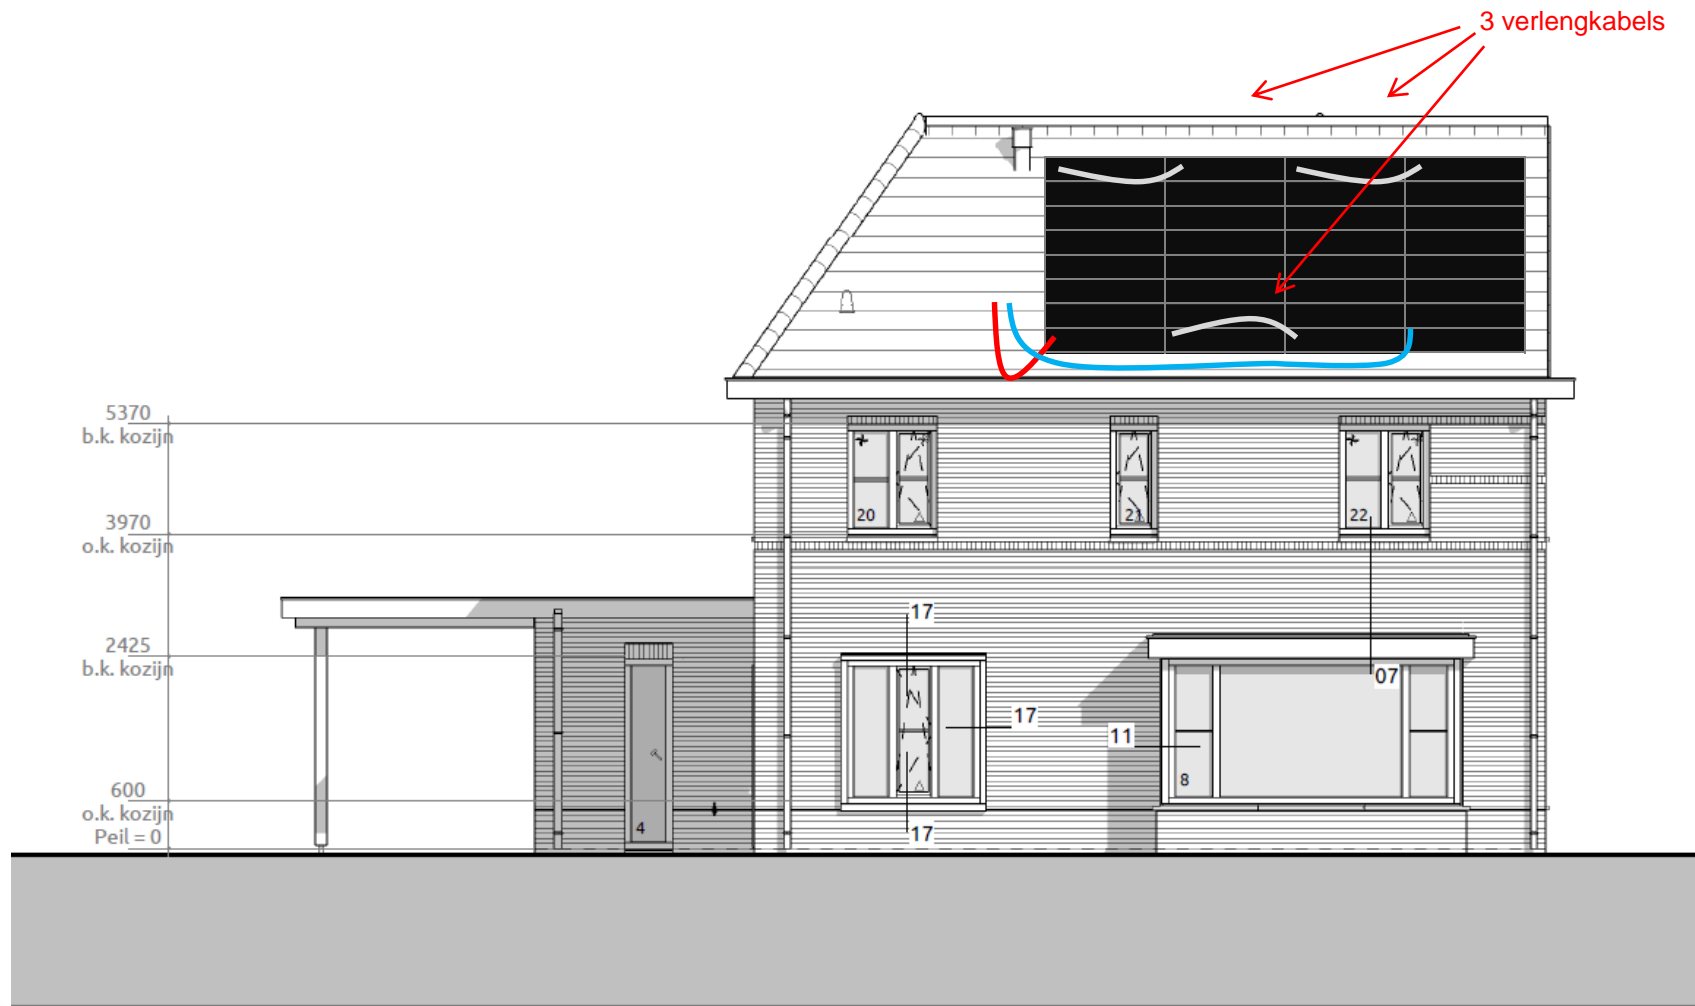 3 verlengkabels
5370
b.k. kozijn
20
21
22
3970
o.k. kozijn
17
2425
b.k. kozijn
07
17
11
8
600
o.k. kozijn
4
17
Peil = 0